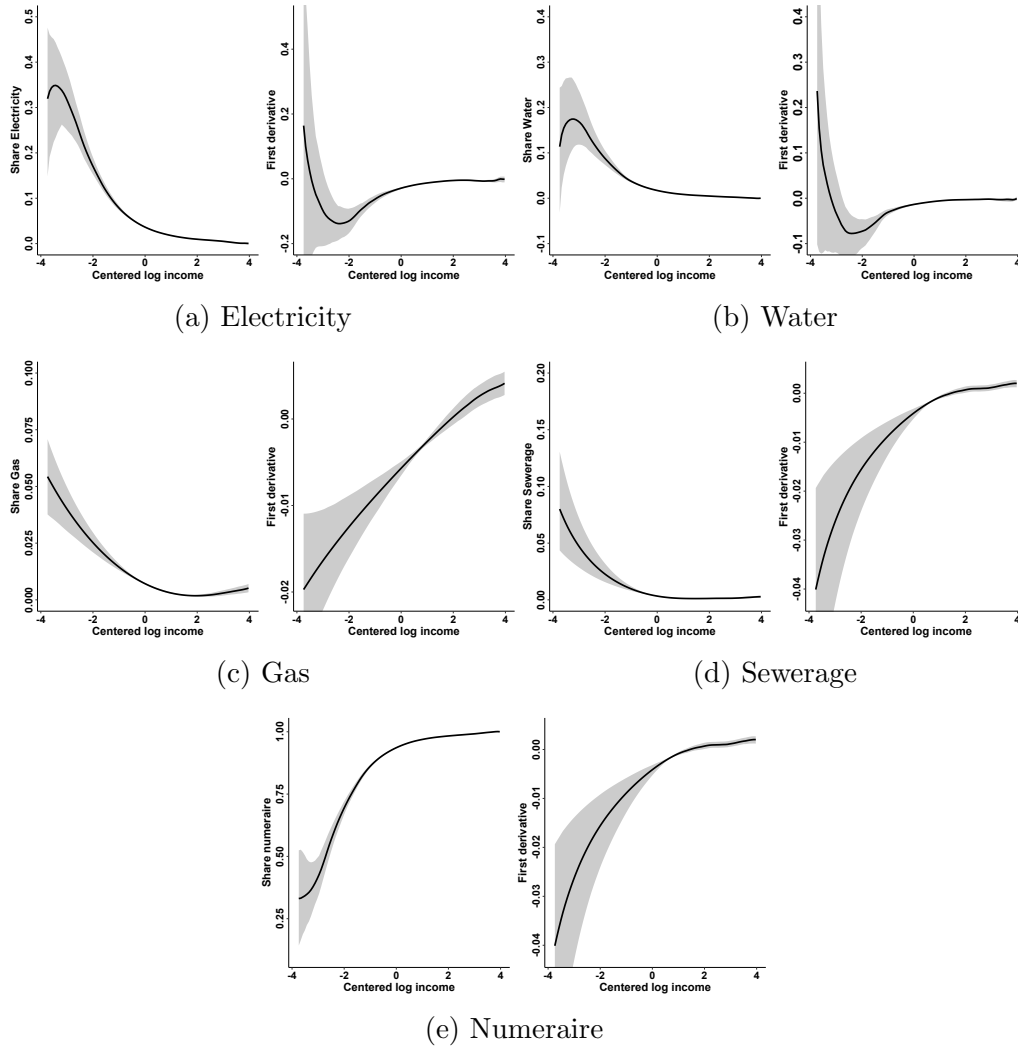 Share Electricity
0.5
0.4
0.3
0.2
0.1
0.0
-4 -2 0 2 4
Centered log income
First derivative
0.4
0.2
0.0
-0.2
-4 -2 0 2 4
Centered log income
(a) Electricity
Share Water
0.4
0.3
0.2
0.1
0.0
-0.1
-4 -2 0 2 4
Centered log income
First derivative
0.4
0.3
0.2
0.1
0.0
-0.1
-4 -2 0 2 4
Centered log income
(b) Water
Share Gas
0.100
0.075
0.050
0.025
0.000
-4 -2 0 2 4
Centered log income
First derivative
0.00
-0.01
-0.02
-4 -2 0 2 4
Centered log income
(c) Gas
Share Sewerage
0.20
0.15
0.10
0.05
0.00
-4 -2 0 2 4
Centered log income
First derivative
0.00
-0.01
-0.02
-0.03
-0.04
-4 -2 0 2 4
Centered log income
(d) Sewerage
Share numeraire
1.00
0.75
0.50
0.25
-4 -2 0 2 4
Centered log income
First derivative
0.00
-0.01
-0.02
-0.03
-0.04
-4 -2 0 2 4
Centered log income
(e) Numeraire